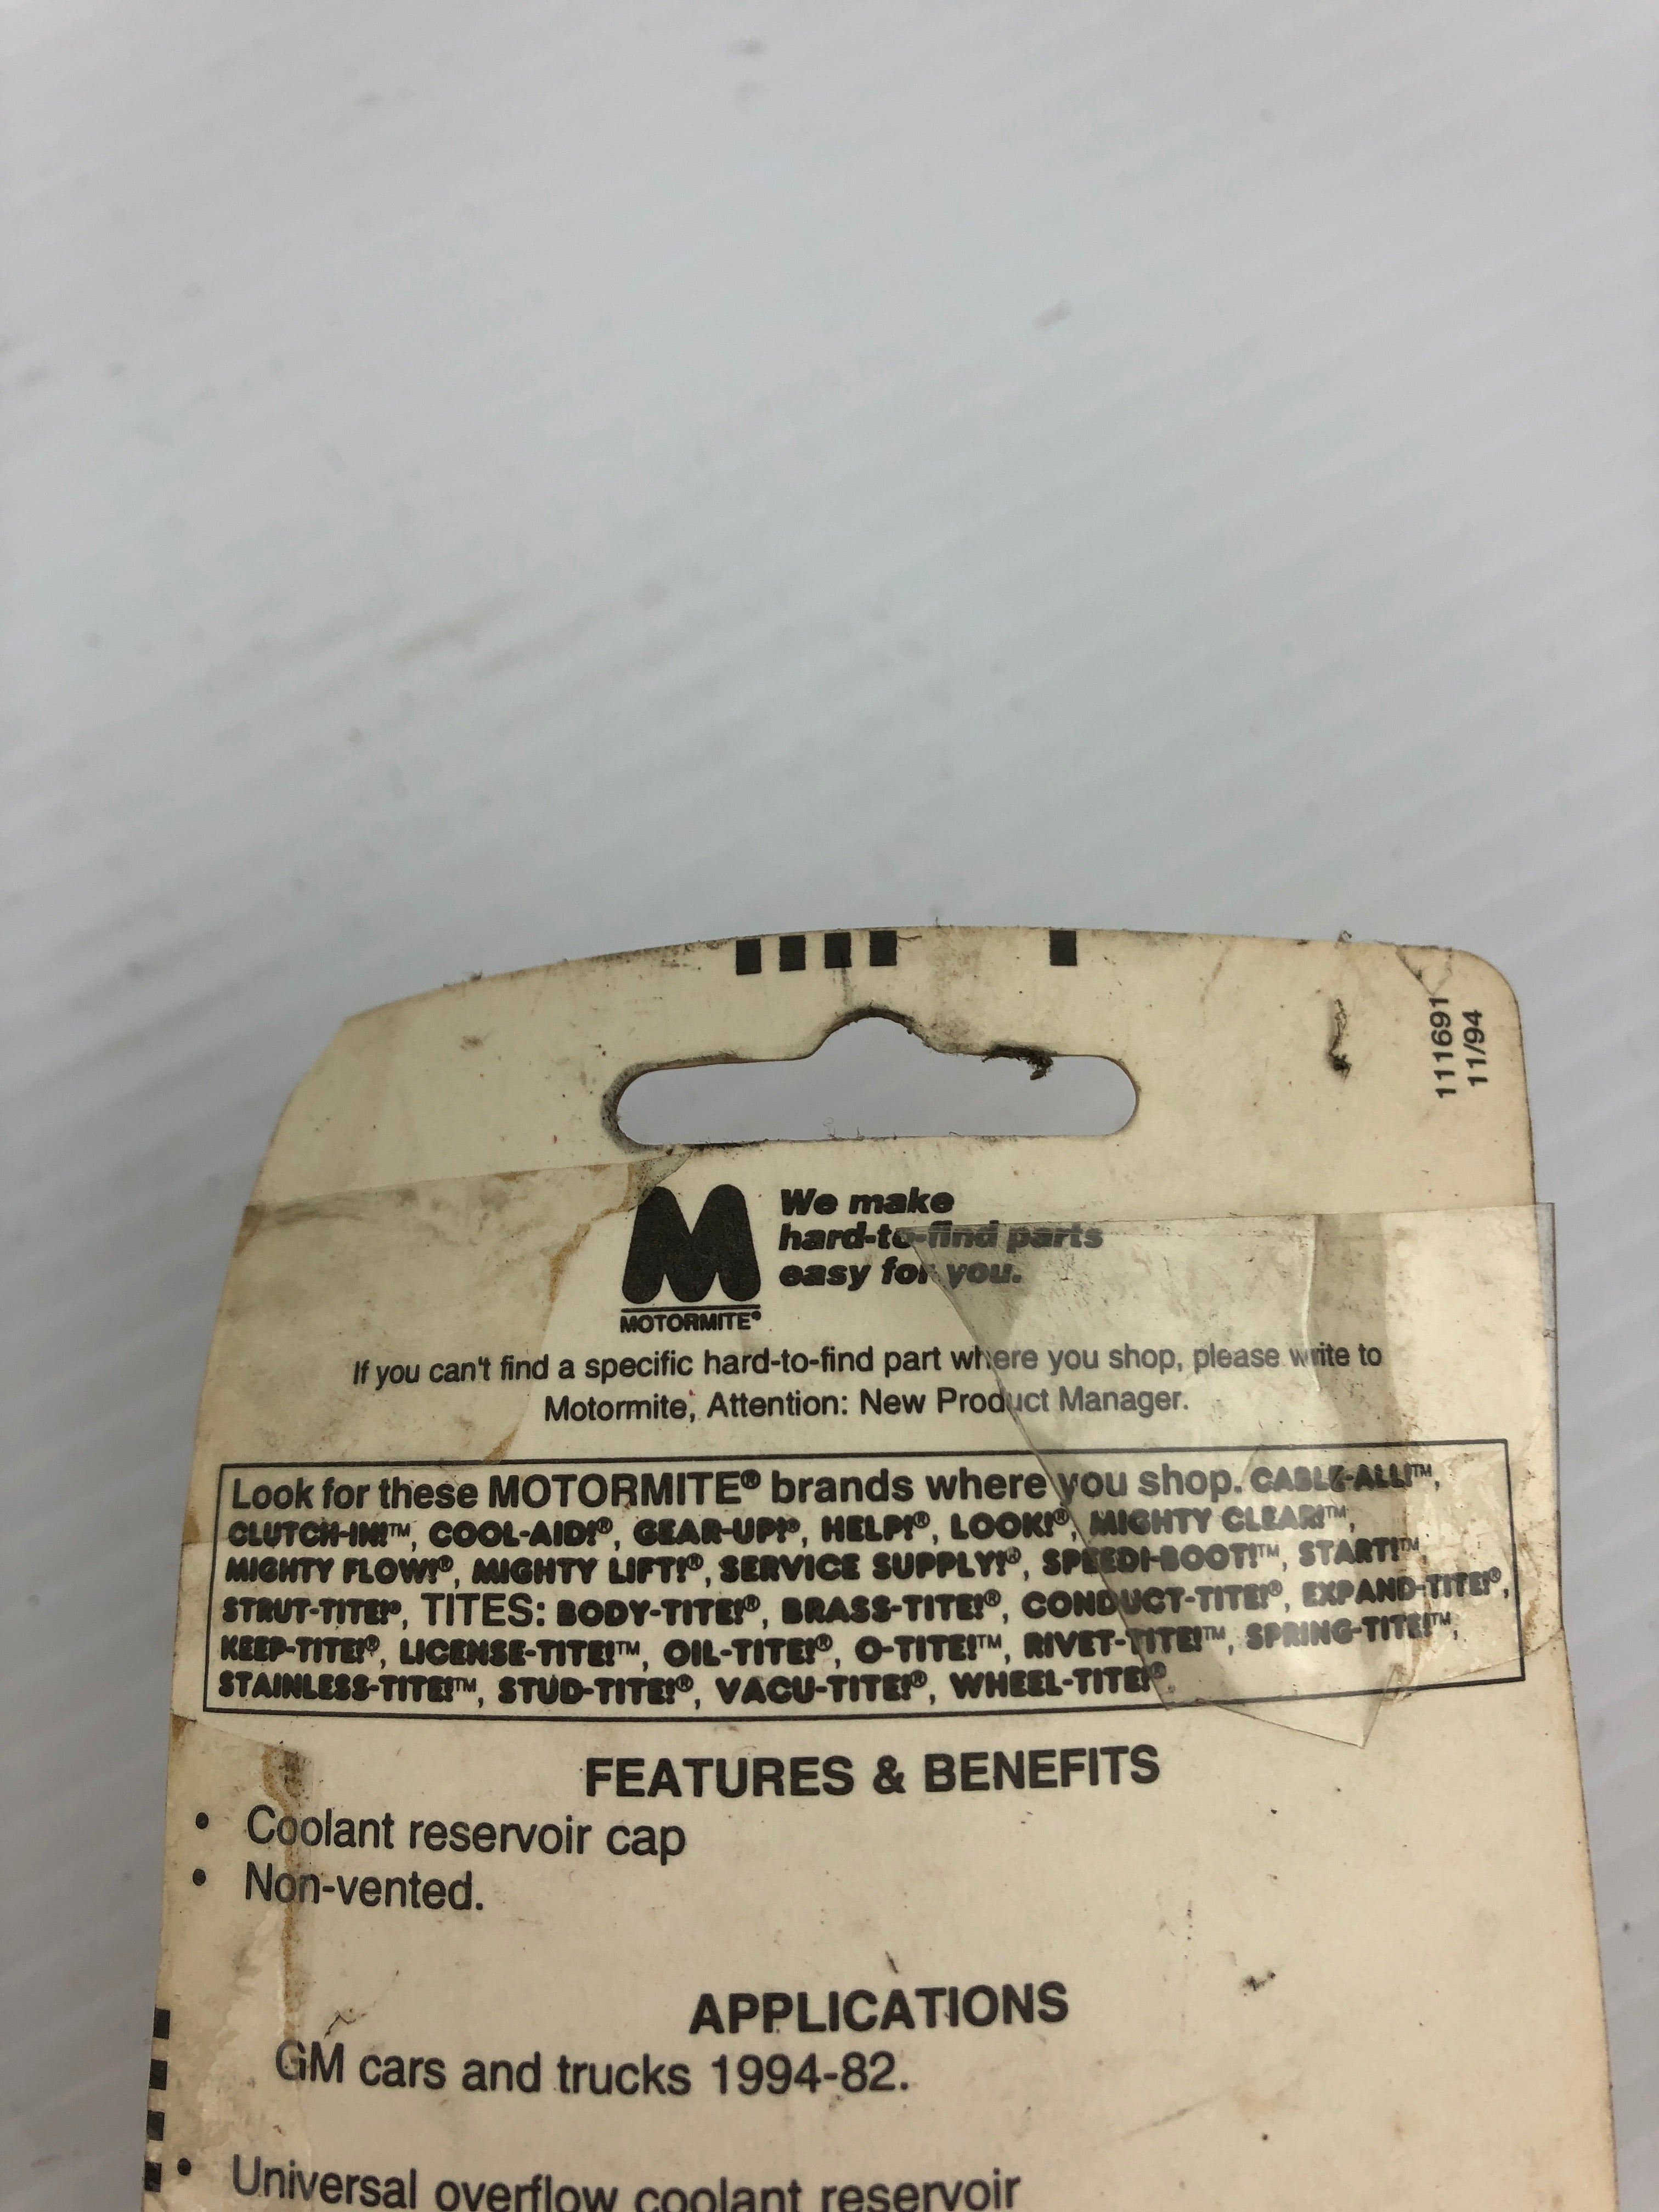 111691
11/94
We make
hard-to-find parts
easy for you.
MOTORMITE®
If you can't find a specific hard-to-find part where you shop, please write to
Motormite, Attention: New Product Manager.
Look for these MOTORMITE® brands where you shop. CABLE-ALL!™,
CLUTCH-IN!™, COOL-AID!®, GEAR-UP!®, HELP!®, LOOK!®, MIGHTY CLEAR!™,
MIGHTY FLOW!®, MIGHTY LIFT!®, SERVICE SUPPLY!®, SPEEDI-BOOT!™, START!™,
STRUT-TITE!®, TITES: BODY-TITE!®, BRASS-TITE!®, CONDUCT-TITE!®, EXPAND-TITE!®,
KEEP-TITE!®, LICENSE-TITE!™, OIL-TITE!®, O-TITE!™, RIVET-TITE!™, SPRING-TITE!™,
STAINLESS-TITE!™, STUD-TITE!®, VACU-TITE!®, WHEEL-TITE!®.
FEATURES & BENEFITS
• Coolant reservoir cap
• Non-vented.
APPLICATIONS
GM cars and trucks 1994-82.
• Universal overflow coolant reservoir